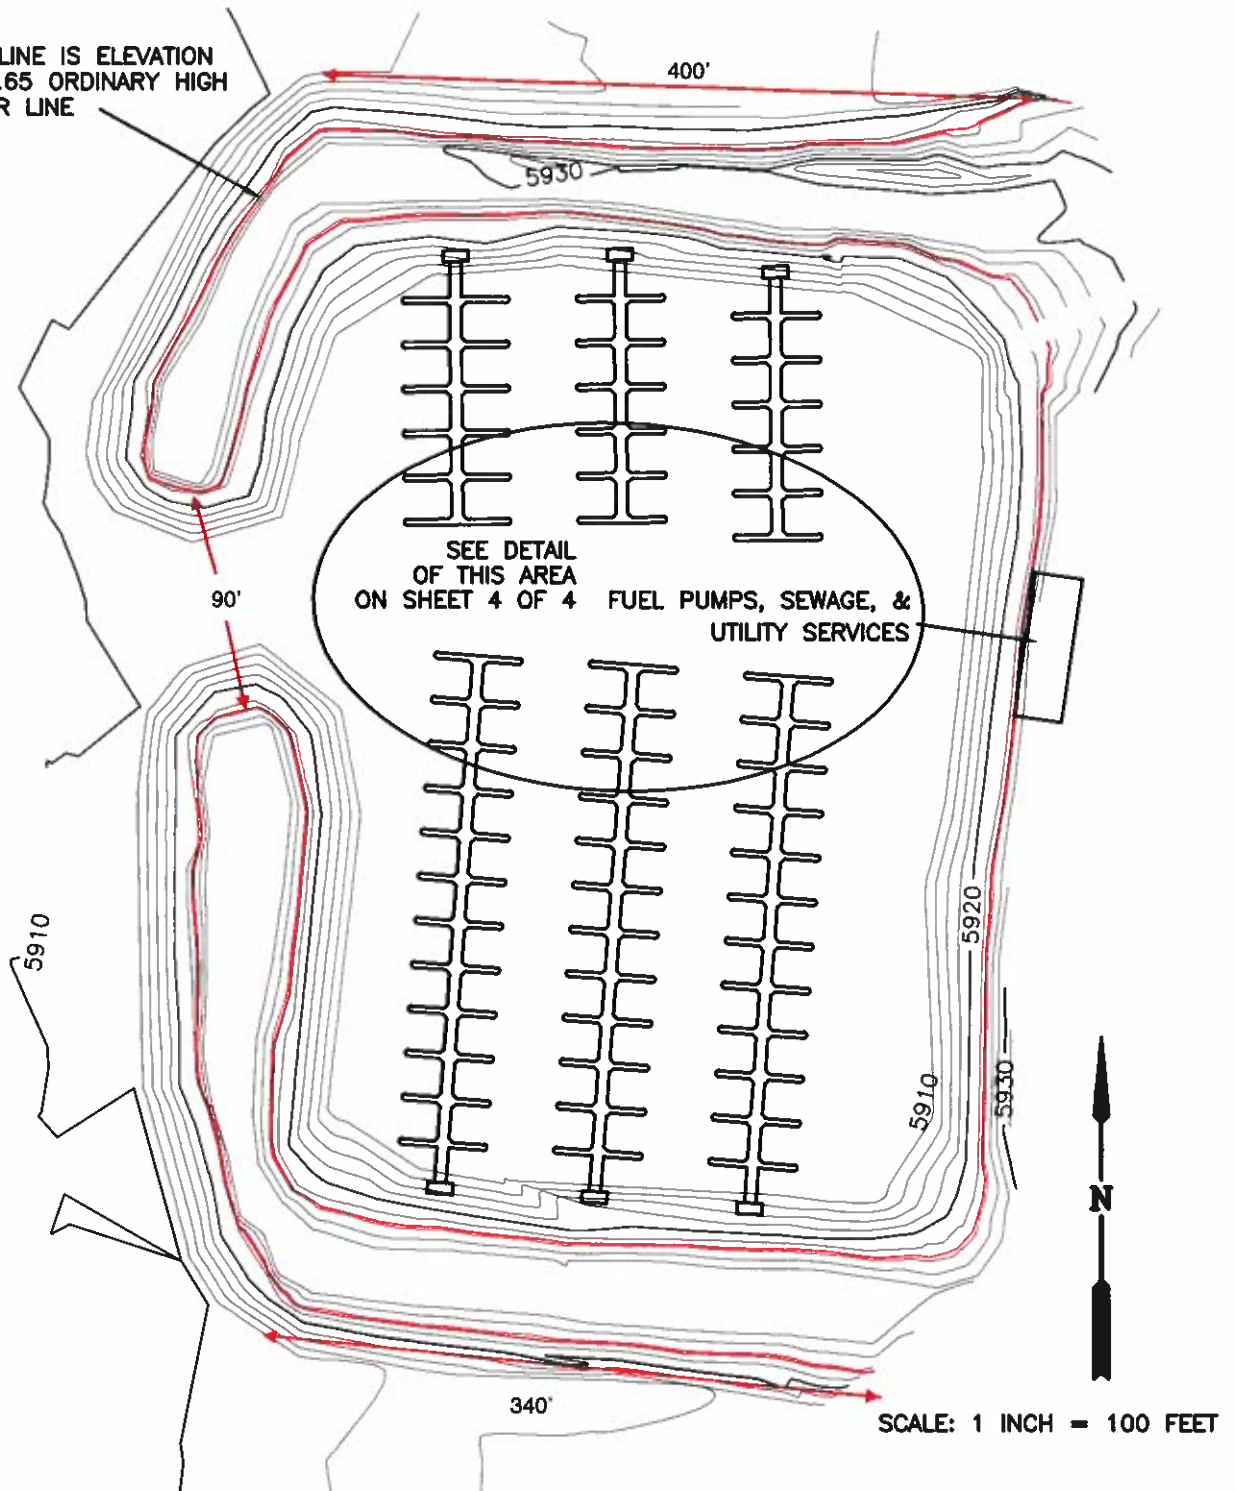 LINE IS ELEVATION
.65 ORDINARY HIGH
R LINE
400'
5930
SEE DETAIL
OF THIS AREA
ON SHEET 4 OF 4
FUEL PUMPS, SEWAGE, &
UTILITY SERVICES
90'
5920
5910
5910
5930
N
340'
SCALE: 1 INCH = 100 FEET